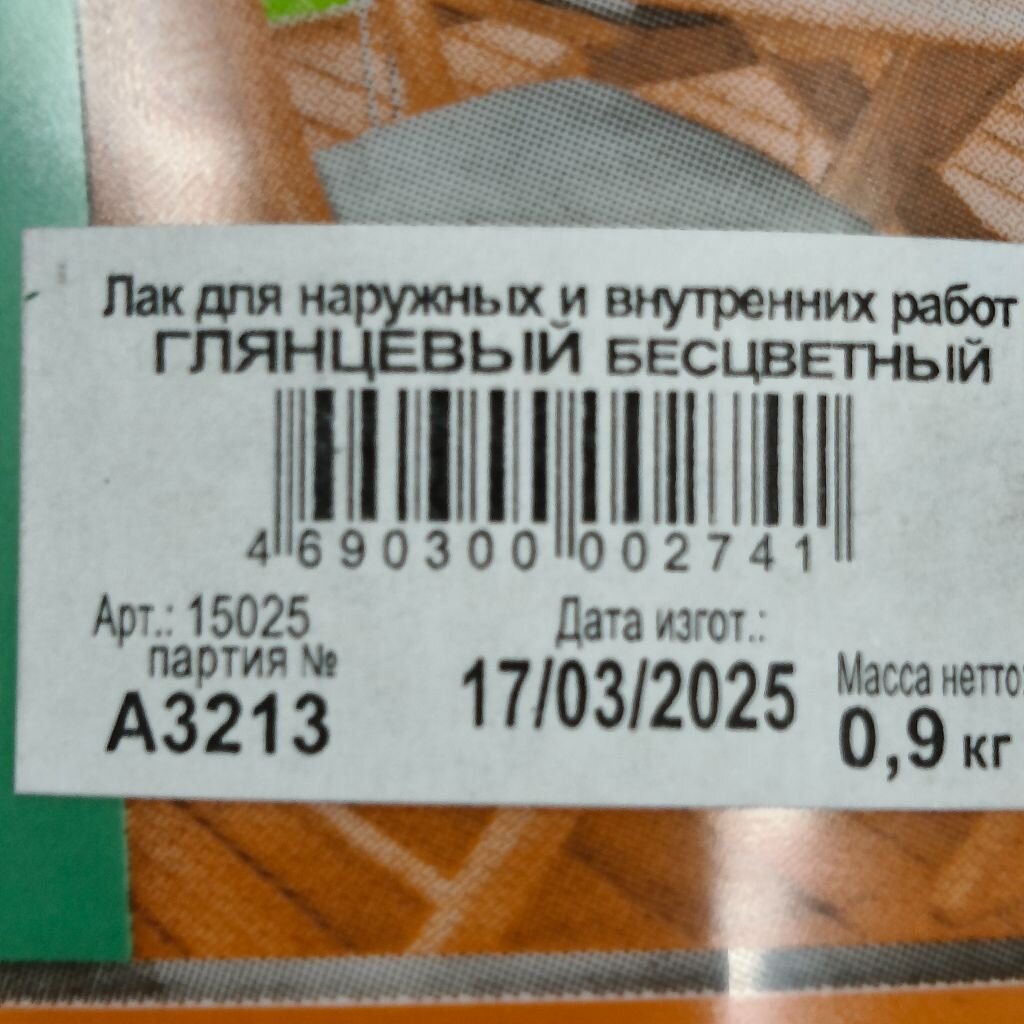 Лак для наружных и внутренних работ
ГЛЯНЦЕВЫЙ БЕСЦВЕТНЫЙ
4 690300 002741
Арт.: 15025
партия №
А3213
Дата изгот.:
17/03/2025
Масса нетто:
0,9 кг